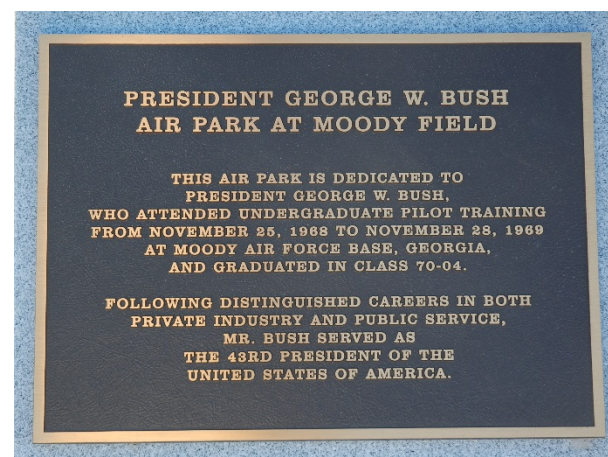 PRESIDENT GEORGE W. BUSH
AIR PARK AT MOODY FIELD
THIS AIR PARK IS DEDICATED TO
PRESIDENT GEORGE W. BUSH,
WHO ATTENDED UNDERGRADUATE PILOT TRAINING
FROM NOVEMBER 25, 1968 TO NOVEMBER 28, 1969
AT MOODY AIR FORCE BASE, GEORGIA,
AND GRADUATED IN CLASS 70-04.
FOLLOWING DISTINGUISHED CAREERS IN BOTH
PRIVATE INDUSTRY AND PUBLIC SERVICE,
MR. BUSH SERVED AS
THE 43RD PRESIDENT OF THE
UNITED STATES OF AMERICA.